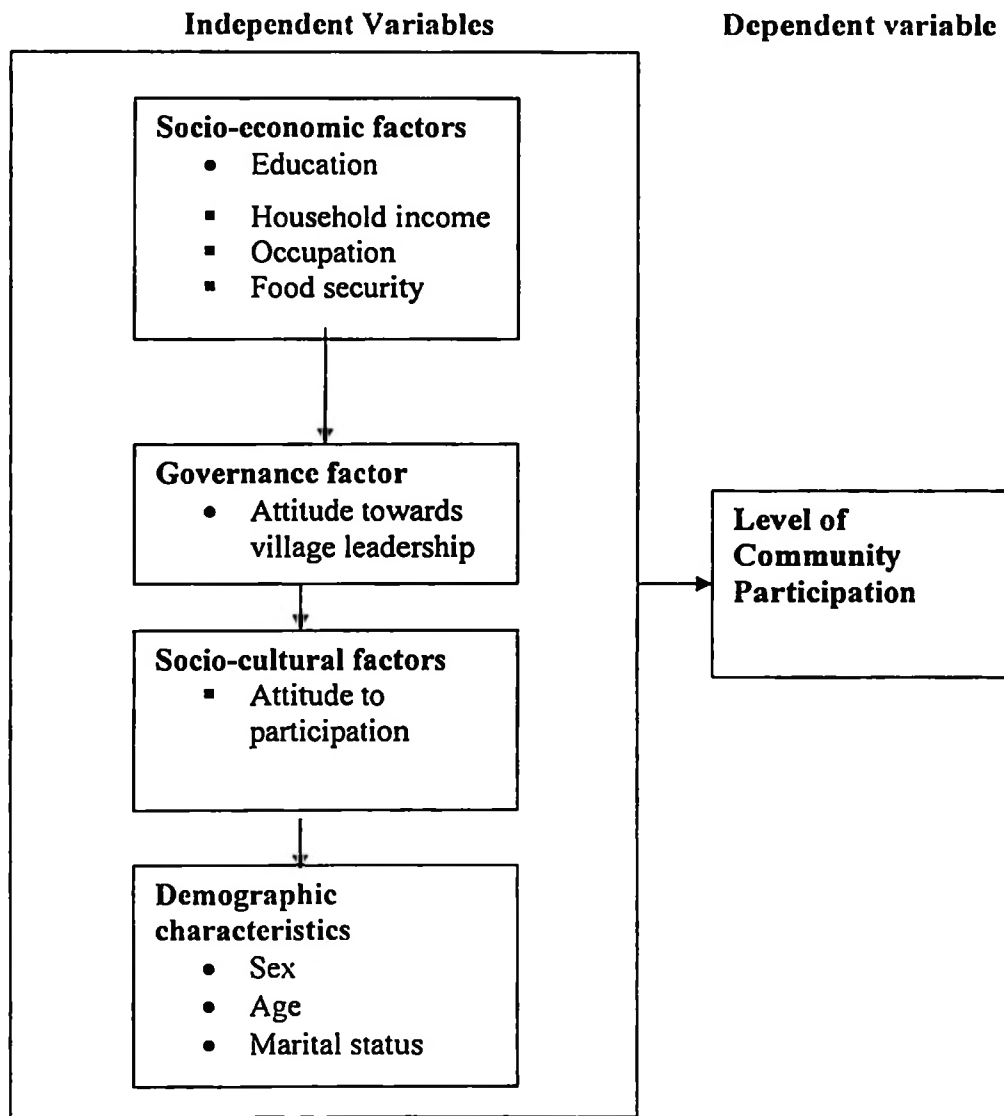 Independent Variables
Dependent variable
Socio-economic factors
• Education
▪ Household income
▪ Occupation
▪ Food security
Governance factor
• Attitude towards
village leadership
Level of
Community
Participation
Socio-cultural factors
▪ Attitude to
participation
Demographic
characteristics
• Sex
• Age
• Marital status